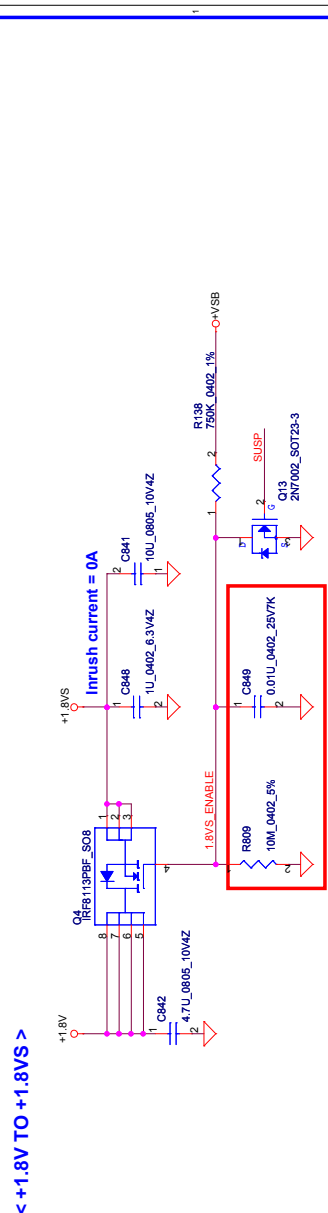 < +1.8V TO +1.8VS >
+1.8V
C842
4.7U_0805_10V4Z
1
2
Q4
IRF8113PBF_SO8
8
7
6
5
1
2
3
4
+1.8VS
Inrush current = 0A
C848
1U_0402_6.3V4Z
1
2
C841
10U_0805_10V4Z
2
1
1.8VS_ENABLE
R809
10M_0402_5%
1
2
C849
0.01U_0402_25V7K
1
2
R138
750K_0402_1%
1
2
+VSB
SUSP
Q13
2N7002_SOT23-3
D
G
S
2
1